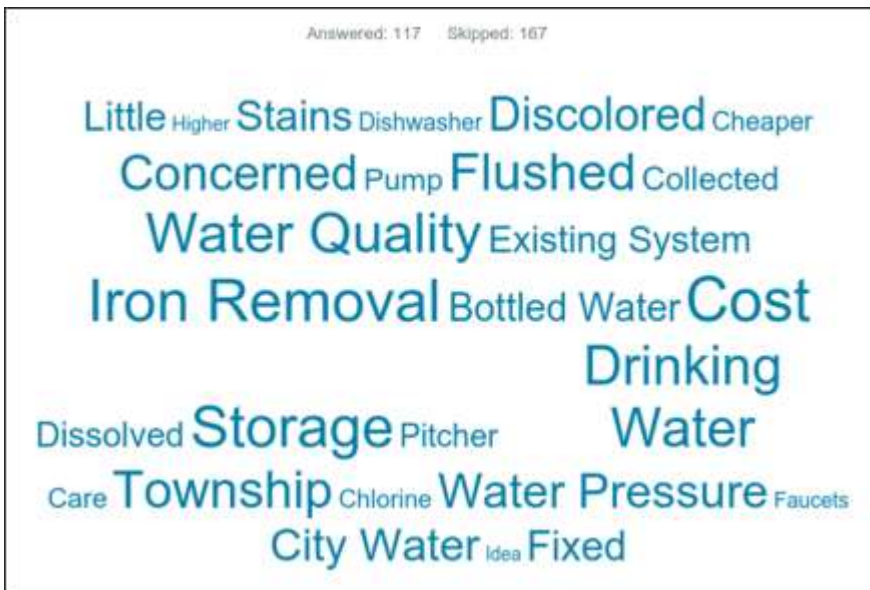 Answered: 117 Skipped: 167
Little Higher Stains Dishwasher Discolored Cheaper
Concerned Pump Flushed Collected
Water Quality Existing System
Iron Removal Bottled Water Cost
Drinking
Dissolved Storage Pitcher Water
Care Township Chlorine Water Pressure Faucets
City Water Idea Fixed